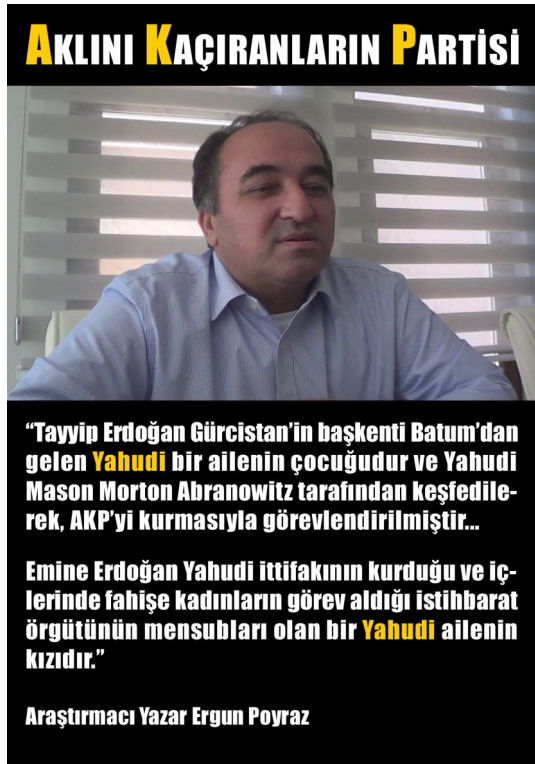 AKLINI KAÇIRANLARIN PARTİSİ
“Tayyip Erdoğan Gürcistan’in başkenti Batum’dan
gelen Yahudi bir ailenin çocuğudur ve Yahudi
Mason Morton Abranowitz tarafından keşfedile-
rek, AKP’yi kurmasıyla görevlendirilmiştir...
Emine Erdoğan Yahudi ittifakının kurduğu ve iç-
lerinde fahişe kadınların görev aldığı istihbarat
örgütünün mensubları olan bir Yahudi ailenin
kızıdır.”
Araştırmacı Yazar Ergun Poyraz